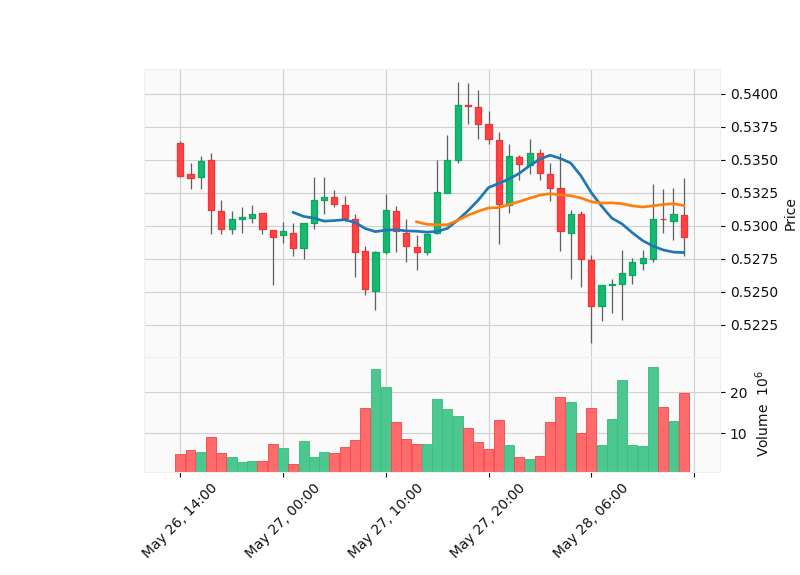 0.5400
0.5375
0.5350
0.5325
0.5300
0.5275
0.5250
0.5225
Price
20
10
Volume 10^6
May 26, 14:00
May 27, 00:00
May 27, 10:00
May 27, 20:00
May 28, 06:00